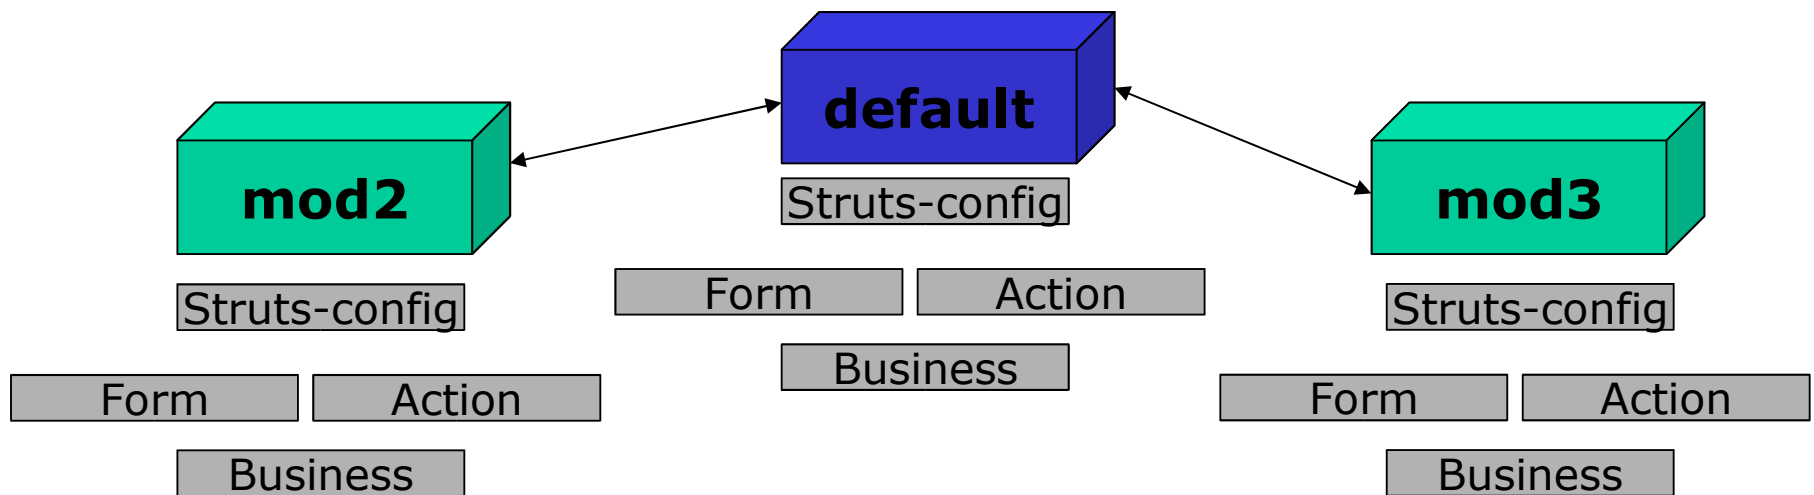 default
mod2
mod3
Struts-config
Struts-config
Struts-config
Form
Action
Business
Form
Action
Form
Action
Business
Business